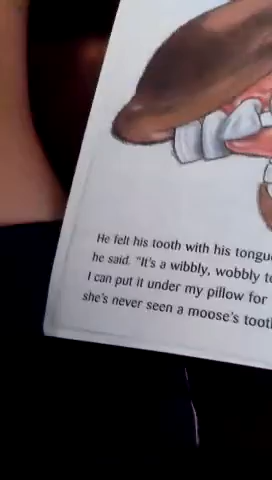 He felt his tooth with his tongue
he said. "It's a wibbly, wobbly
I can put it under my pillow for
she's never seen a moose's